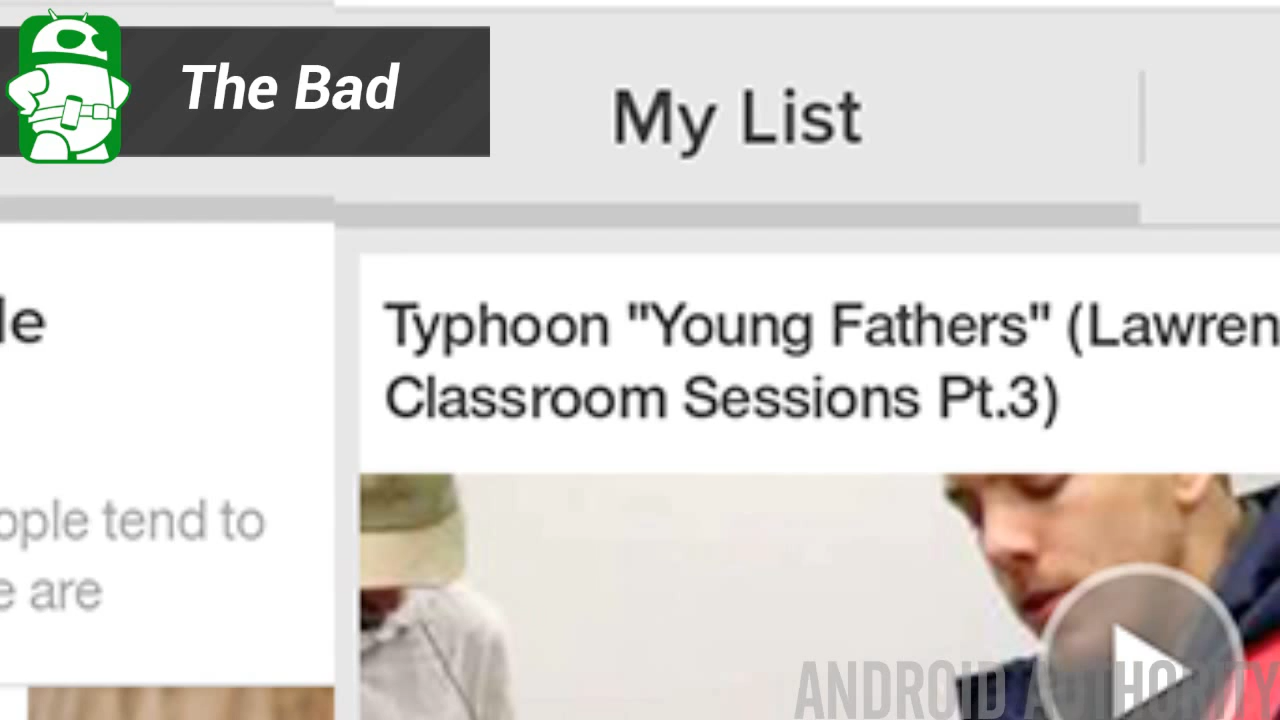 The Bad
My List
Typhoon "Young Fathers" (Lawren
Classroom Sessions Pt.3)
le
ople tend to
e are
ANDROID AUTHORITY